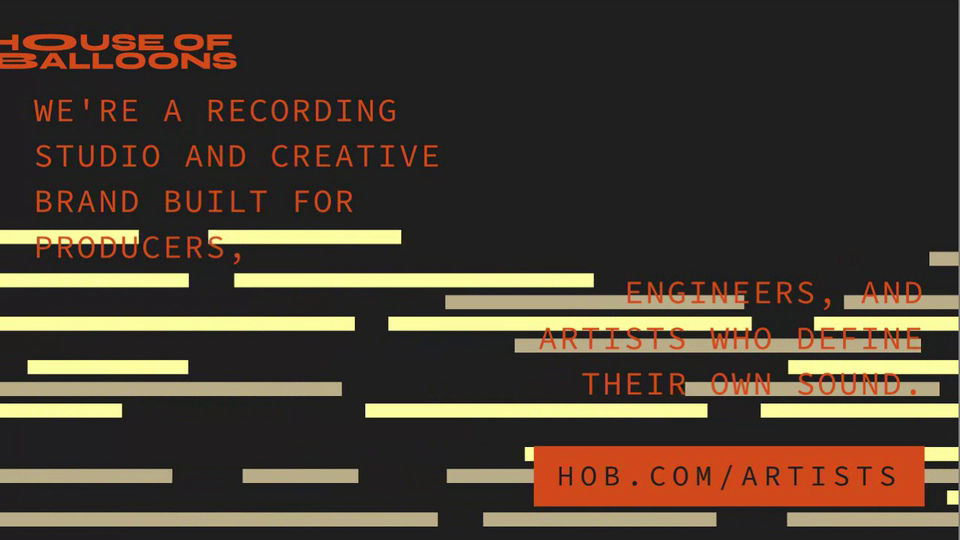 HOUSE OF
BALLOONS
WE'RE A RECORDING
STUDIO AND CREATIVE
BRAND BUILT FOR
PRODUCERS,
ENGINEERS, AND
ARTISTS WHO DEFINE
THEIR OWN SOUND.
HOB.COM/ARTISTS